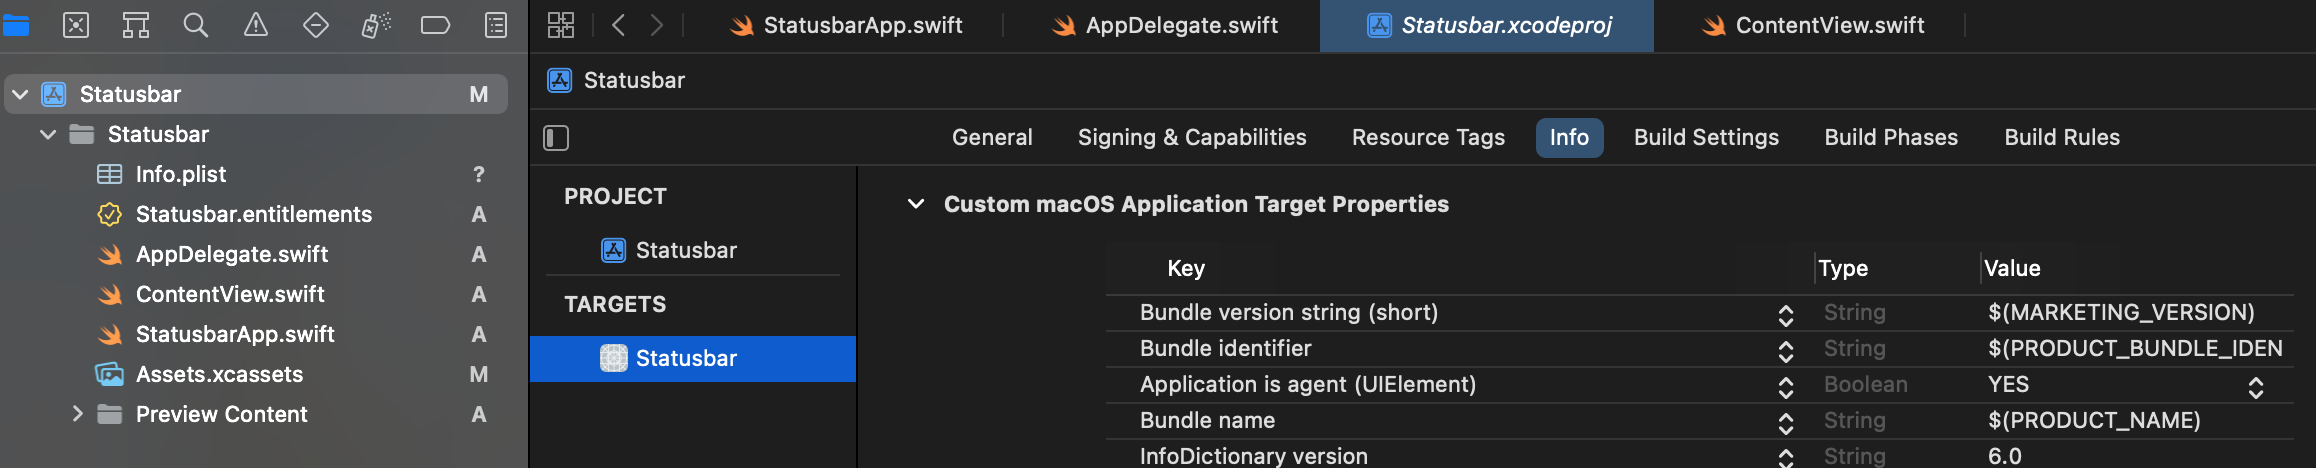 StatusbarApp.swift AppDelegate.swift Statusbar.xcodeproj ContentView.swift
Statusbar M
Statusbar
Info.plist ?
Statusbar.entitlements A
AppDelegate.swift A
ContentView.swift A
StatusbarApp.swift A
Assets.xcassets M
Preview Content A
Statusbar
General Signing & Capabilities Resource Tags Info Build Settings Build Phases Build Rules
PROJECT
Statusbar
TARGETS
Statusbar
Custom macOS Application Target Properties
Key Type Value
Bundle version string (short) String $(MARKETING_VERSION)
Bundle identifier String $(PRODUCT_BUNDLE_IDEN
Application is agent (UIElement) Boolean YES
Bundle name String $(PRODUCT_NAME)
InfoDictionary version String 6.0